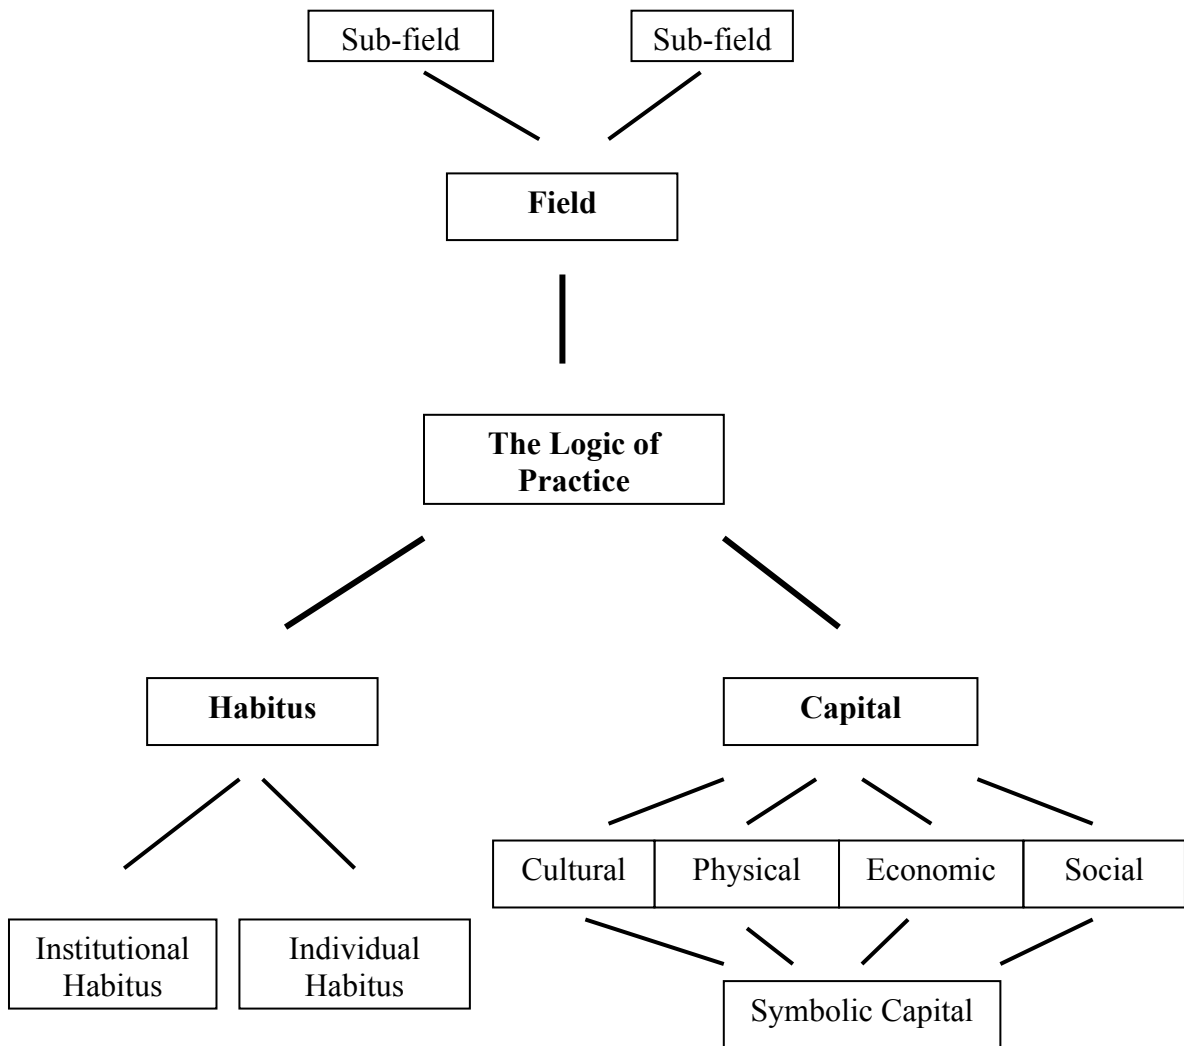 Sub-field
Sub-field
Field
The Logic of
Practice
Habitus
Capital
Cultural
Physical
Economic
Social
Institutional
Habitus
Individual
Habitus
Symbolic Capital